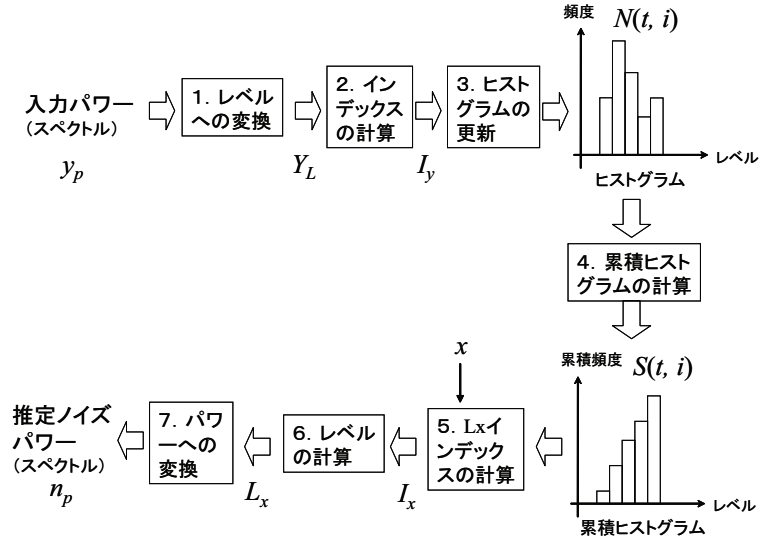 入力パワー
(スペクトル)
y_p
1. レベル
への変換
Y_L
2. イン
デックス
の計算
I_y
3. ヒスト
グラムの
更新
頻度
N(t, i)
レベル
ヒストグラム
4. 累積ヒスト
グラムの計算
累積頻度
S(t, i)
レベル
累積ヒストグラム
x
5. Lxイ
ンデック
スの計算
I_x
6. レベル
の計算
L_x
7. パワ
ーへの
変換
推定ノイズ
パワー
(スペクトル)
n_p